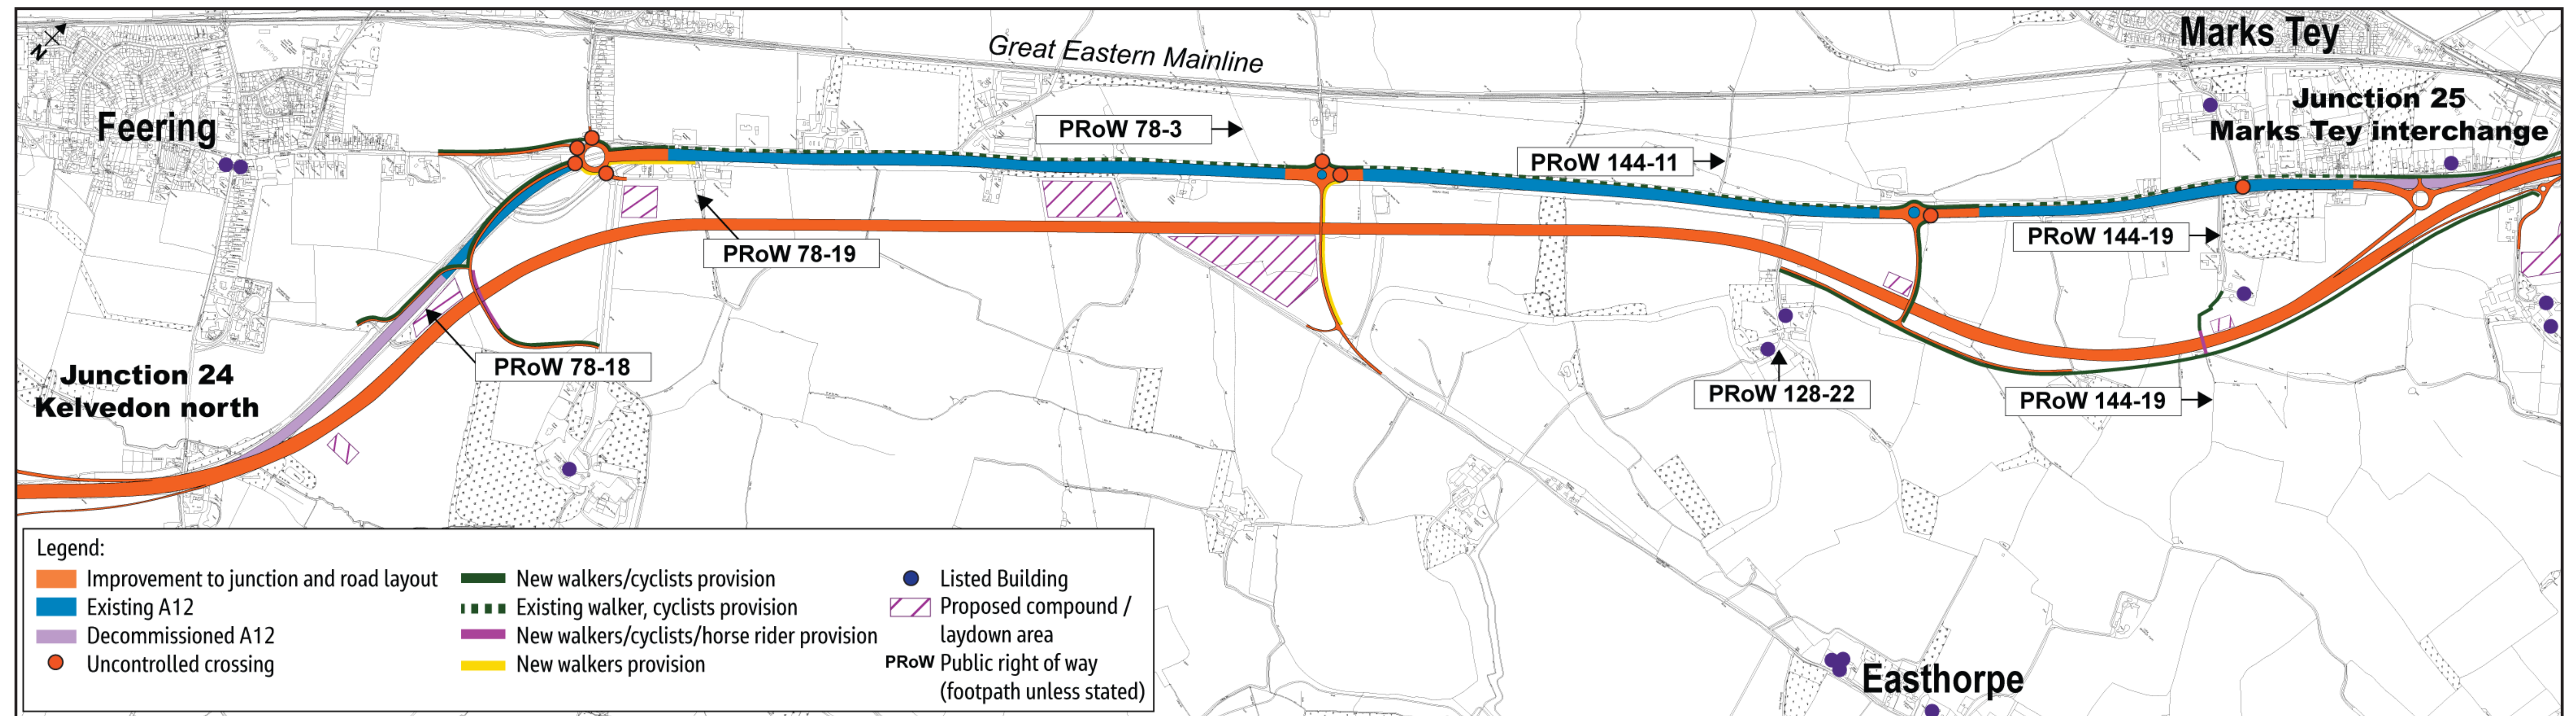 N
Great Eastern Mainline
Marks Tey
Feering
Junction 25
Marks Tey interchange
PRoW 78-3
PRoW 144-11
PRoW 144-19
PRoW 78-19
PRoW 78-18
Junction 24
Kelvedon north
PRoW 128-22
PRoW 144-19
Easthorpe
Legend:
Improvement to junction and road layout
Existing A12
Decommissioned A12
Uncontrolled crossing
New walkers/cyclists provision
Existing walker, cyclists provision
New walkers/cyclists/horse rider provision
New walkers provision
Listed Building
Proposed compound /
laydown area
PRoW Public right of way
(footpath unless stated)